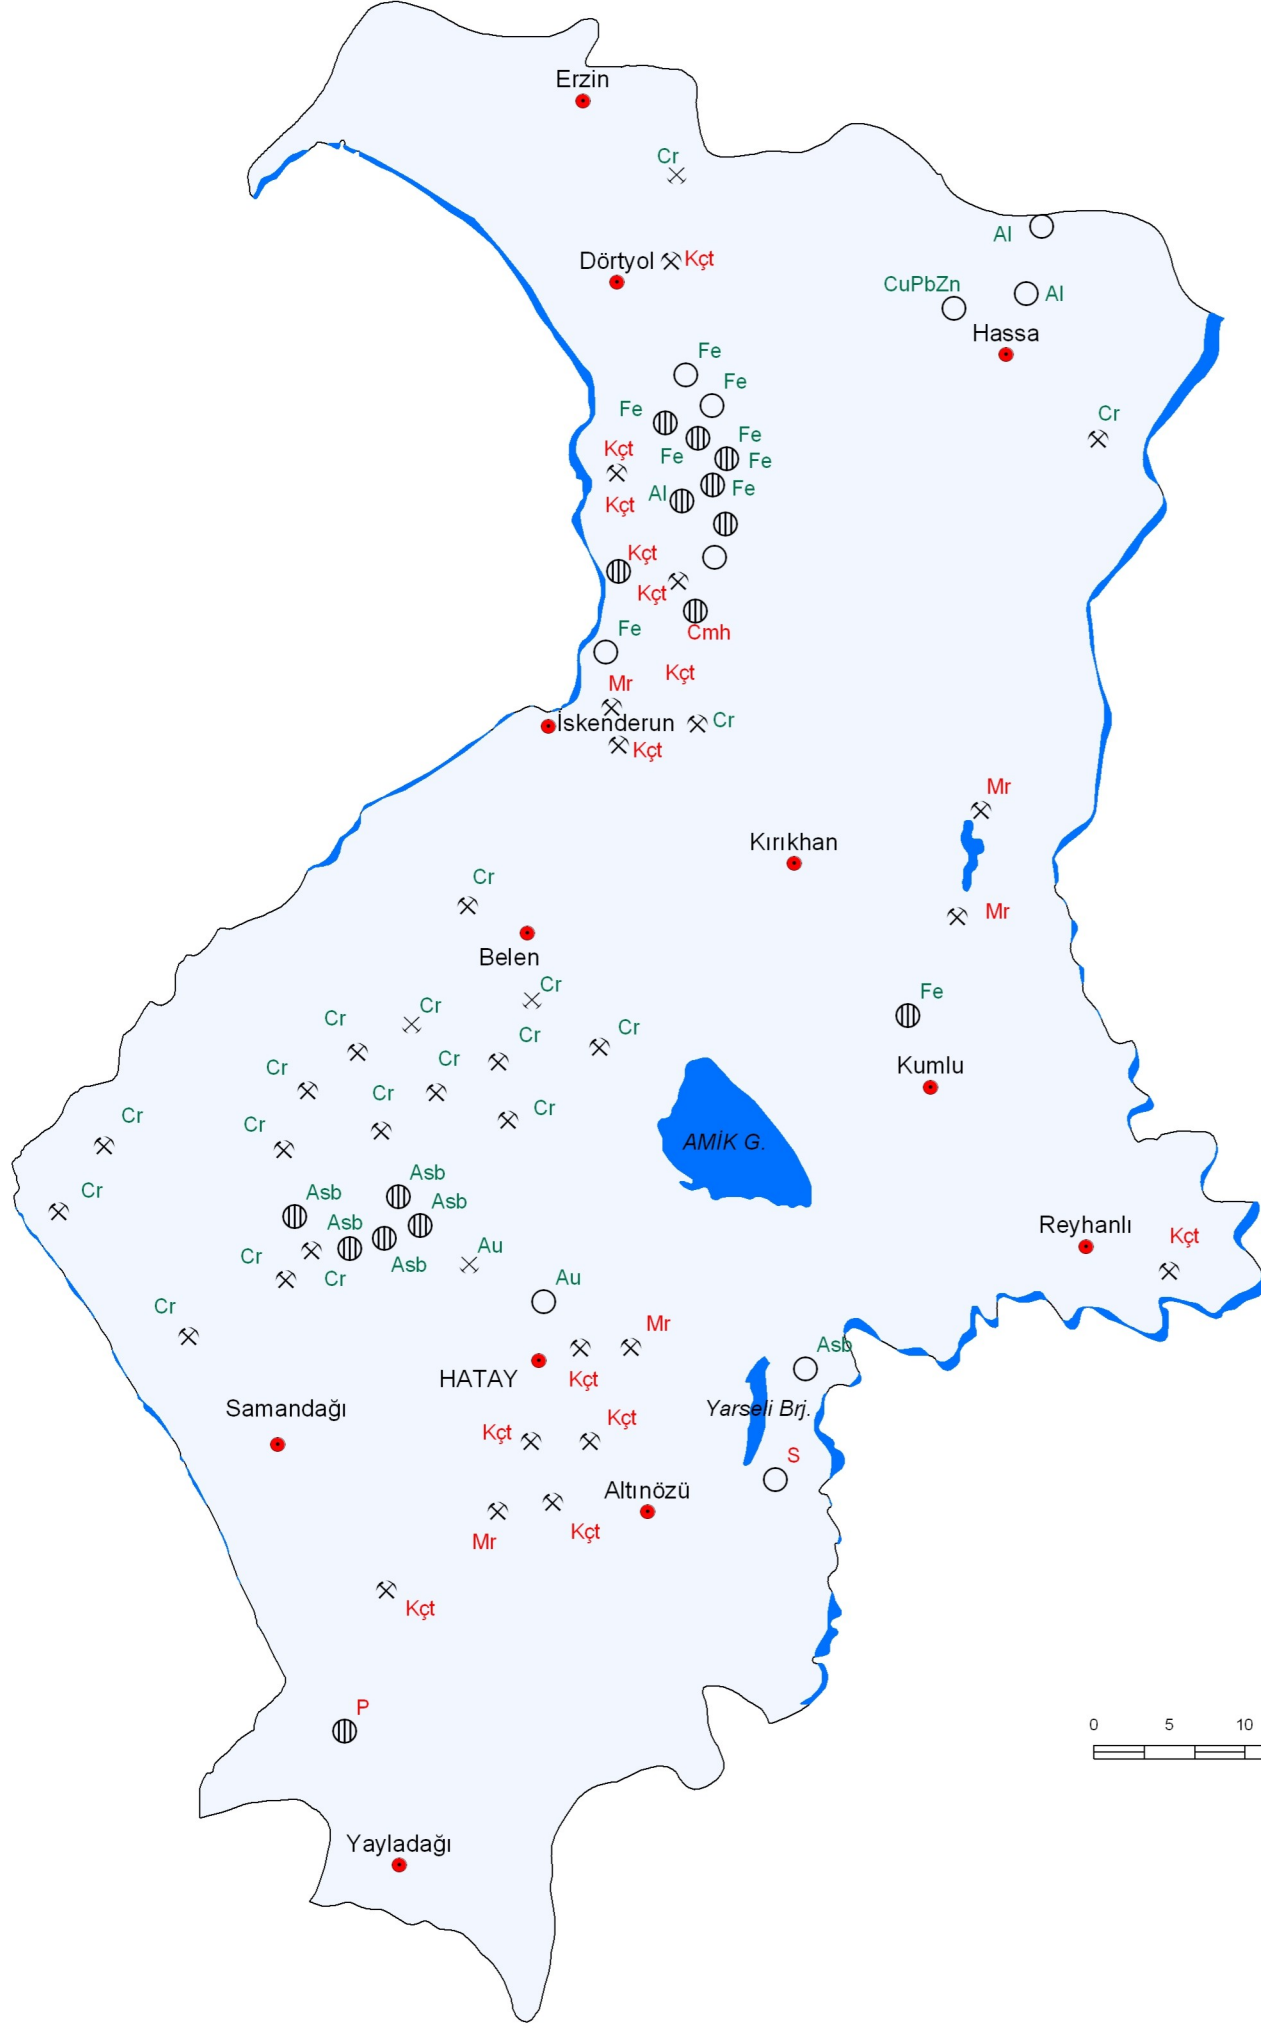 Erzin
Cr
Dörtyol
Kçt
Al
CuPbZn
Al
Hassa
Fe
Fe
Fe
Cr
Fe
Kçt
Fe
Fe
Al
Fe
Kçt
Kçt
Kçt
Cmh
Fe
Kçt
Mr
İskenderun
Cr
Kçt
Mr
Kırıkhan
Cr
Mr
Belen
Cr
Fe
Cr
Cr
Cr
Cr
Cr
Cr
Kumlu
Cr
Cr
Cr
Cr
AMİK G.
Asb
Cr
Asb
Asb
Asb
Reyhanlı
Kçt
Au
Cr
Asb
Cr
Au
Cr
Mr
Asb
HATAY
Kçt
Samandağı
Yarseli Brj.
Kçt
Kçt
S
Altınözü
Mr
Kçt
Kçt
P
0 5 10
Yayladağı